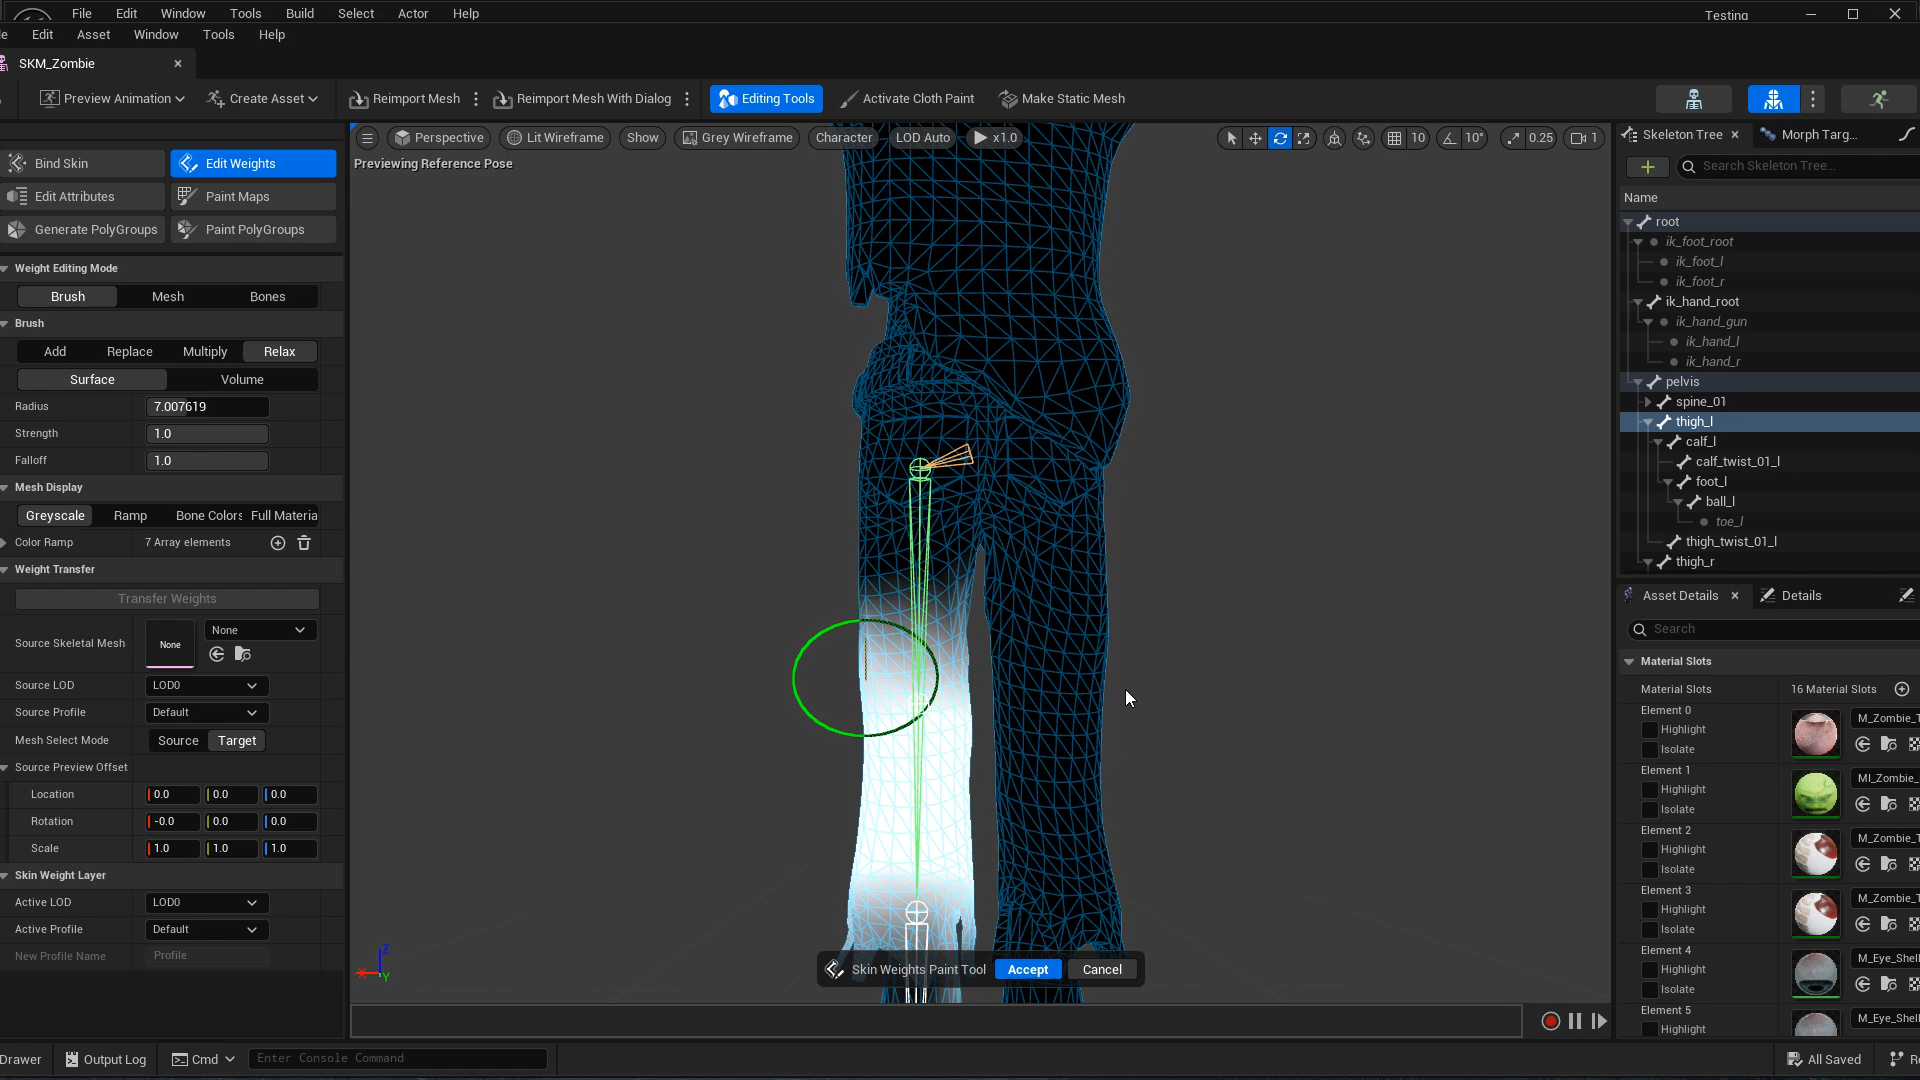 File Edit Window Tools Build Select Actor Help Testing
Edit Asset Window Tools Help
SKM_Zombie
Preview Animation Create Asset Reimport Mesh Reimport Mesh With Dialog Editing Tools Activate Cloth Paint Make Static Mesh
Bind Skin Edit Weights
Edit Attributes Paint Maps
Generate PolyGroups Paint PolyGroups
Weight Editing Mode
Brush Mesh Bones
Brush
Add Replace Multiply Relax
Surface Volume
Radius 7.007619
Strength 1.0
Falloff 1.0
Mesh Display
Greyscale Ramp Bone Colors Full Materia
Color Ramp 7 Array elements
Weight Transfer
Transfer Weights
Source Skeletal Mesh None None
Source LOD LOD0
Source Profile Default
Mesh Select Mode Source Target
Source Preview Offset
Location 0.0 0.0 0.0
Rotation -0.0 0.0 0.0
Scale 1.0 1.0 1.0
Skin Weight Layer
Active LOD LOD0
Active Profile Default
New Profile Name Profile
Perspective Lit Wireframe Show Grey Wireframe Character LOD Auto x1.0 10 10° 0.25 1
Previewing Reference Pose
Z
Y
Skin Weights Paint Tool Accept Cancel
Skeleton Tree Morph Targ...
Search Skeleton Tree...
Name
root
ik_foot_root
ik_foot_l
ik_foot_r
ik_hand_root
ik_hand_gun
ik_hand_l
ik_hand_r
pelvis
spine_01
thigh_l
calf_l
calf_twist_01_l
foot_l
ball_l
toe_l
thigh_twist_01_l
thigh_r
Asset Details Details
Search
Material Slots
Material Slots 16 Material Slots
Element 0 M_Zombie_T
Highlight
Isolate
Element 1 MI_Zombie_
Highlight
Isolate
Element 2 M_Zombie_T
Highlight
Isolate
Element 3 M_Zombie_T
Highlight
Isolate
Element 4 M_Eye_Shell
Highlight
Isolate
Element 5 M_Eye_Shell
Highlight
Drawer Output Log Cmd Enter Console Command All Saved Re